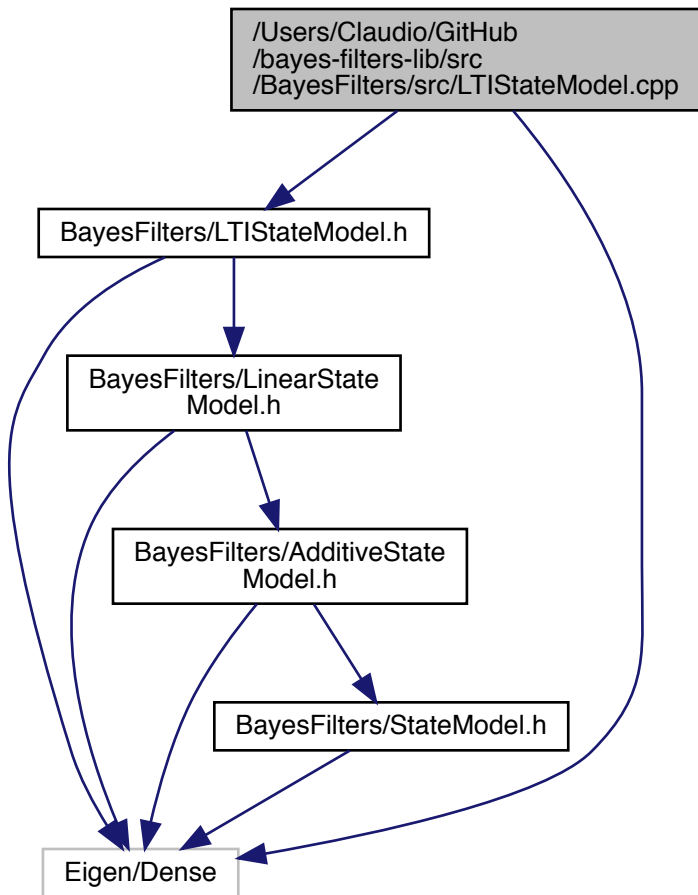 /Users/Claudio/GitHub
/bayes-filters-lib/src
/BayesFilters/src/LTIStateModel.cpp
BayesFilters/LTIStateModel.h
BayesFilters/LinearState
Model.h
BayesFilters/AdditiveState
Model.h
BayesFilters/StateModel.h
Eigen/Dense